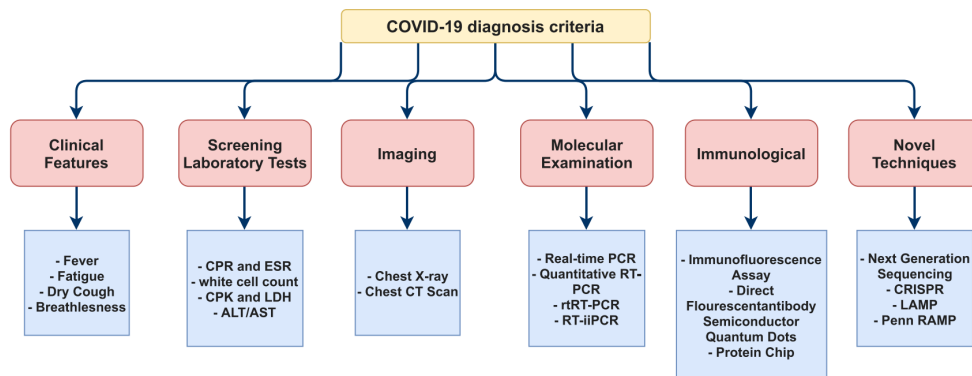 COVID-19 diagnosis criteria
Clinical
Features
Screening
Laboratory Tests
Imaging
Molecular
Examination
Immunological
Novel
Techniques
- Fever
- Fatigue
- Dry Cough
- Breathlesness
- CPR and ESR
- white cell count
- CPK and LDH
- ALT/AST
- Chest X-ray
- Chest CT Scan
- Real-time PCR
- Quantitative RT-
PCR
- rtRT-PCR
- RT-iiPCR
- Immunofluorescence
Assay
- Direct
Flourescentantibody
Semiconductor
Quantum Dots
- Protein Chip
- Next Generation
Sequencing
- CRISPR
- LAMP
- Penn RAMP